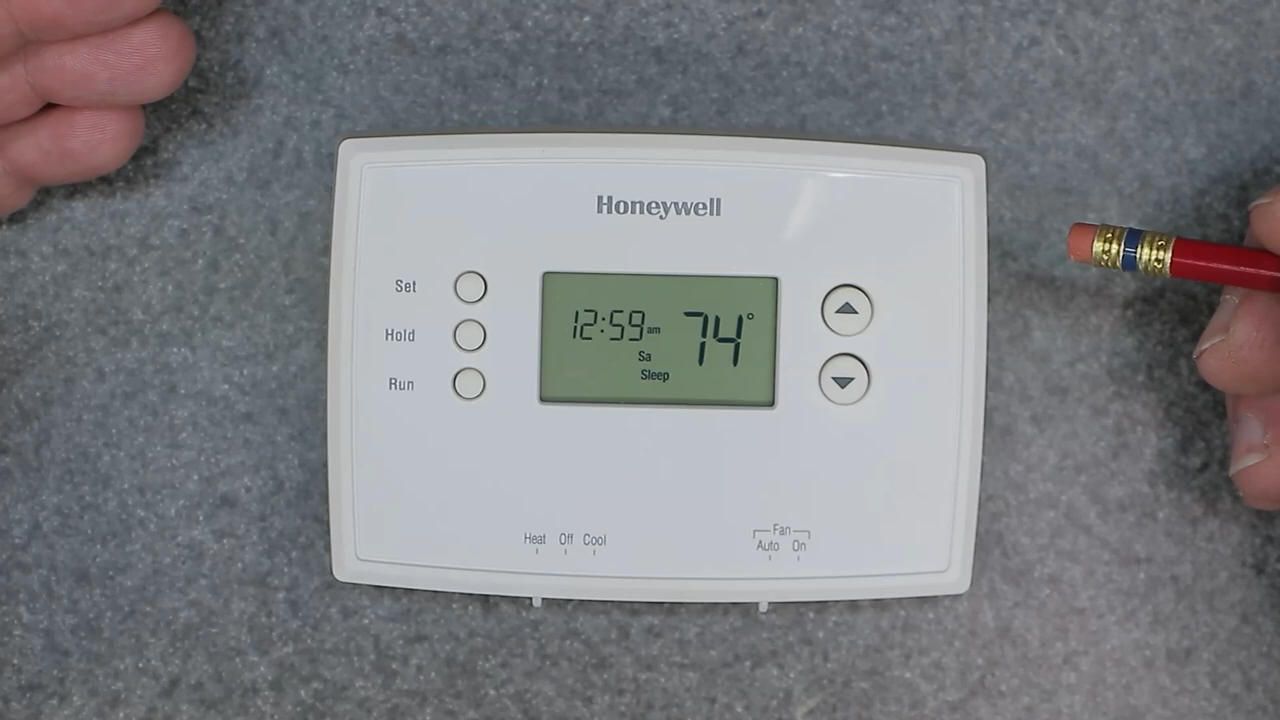 Honeywell
Set
Hold
Run
12:59 am 74°
Sa
Sleep
Heat Off Cool
Fan
Auto On